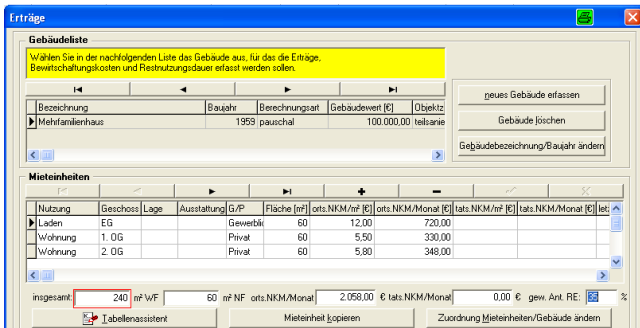 Erträge
Gebäudeliste
Wählen Sie in der nachfolgenden Liste das Gebäude aus, für das die Erträge,
Bewirtschaftungskosten und Restnutzungsdauer erfasst werden sollen.
Bezeichnung Baujahr Berechnungsart Gebäudewert [€] Objektz
Mehrfamilienhaus 1959 pauschal 100.000,00 teilsanie
neues Gebäude erfassen
Gebäude löschen
Gebäudebezeichnung/Baujahr ändern
Mieteinheiten
Nutzung Geschoss Lage Ausstattung G/P Fläche [m²] orts.NKM/m² [€] orts.NKM/Monat [€] tats.NKM/m² [€] tats.NKM/Monat [€] letz
Laden EG Gewerblic 60 12,00 720,00
Wohnung 1. OG Privat 60 5,50 330,00
Wohnung 2. OG Privat 60 5,80 348,00
insgesamt: 240 m² WF 60 m² NF orts.NKM/Monat 2.058,00 € tats.NKM/Monat 0,00 € gew. Ant. RE: 35 %
Tabellenassistent Mieteinheit kopieren Zuordnung Mieteinheiten/Gebäude ändern